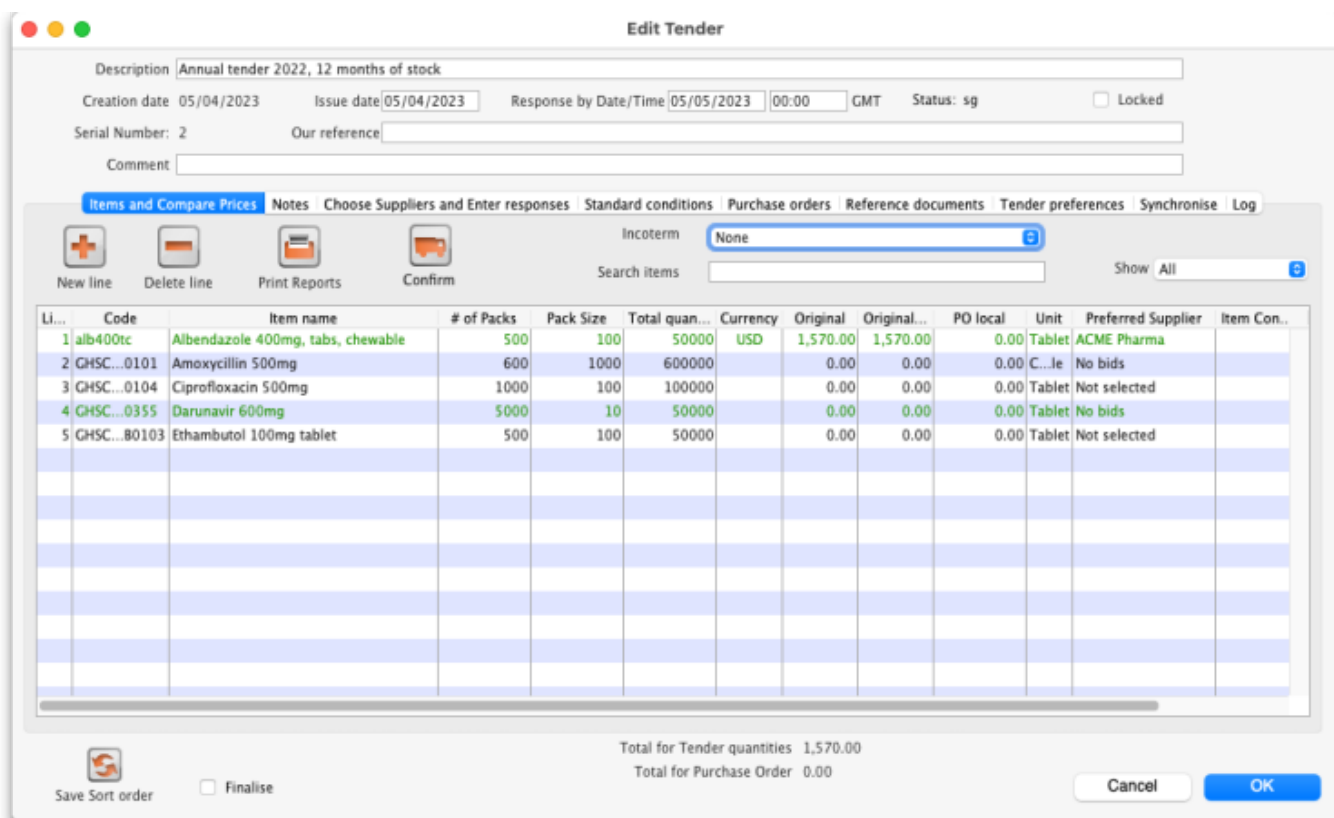 Edit Tender
Description Annual tender 2022, 12 months of stock
Creation date 05/04/2023 Issue date 05/04/2023 Response by Date/Time 05/05/2023 00:00 GMT Status: sg Locked
Serial Number: 2 Our reference
Comment
Items and Compare Prices Notes Choose Suppliers and Enter responses Standard conditions Purchase orders Reference documents Tender preferences Synchronise Log
Incoterm None
Search items Show All
New line Delete line Print Reports Confirm
Li... Code Item name # of Packs Pack Size Total quan... Currency Original Original... PO local Unit Preferred Supplier Item Con..
1 alb400tc Albendazole 400mg, tabs, chewable 500 100 50000 USD 1,570.00 1,570.00 0.00 Tablet ACME Pharma
2 GHSC...0101 Amoxycillin 500mg 600 1000 600000 0.00 0.00 0.00 C...le No bids
3 GHSC...0104 Ciprofloxacin 500mg 1000 100 100000 0.00 0.00 0.00 Tablet Not selected
4 GHSC...0355 Darunavir 600mg 5000 10 50000 0.00 0.00 0.00 Tablet No bids
5 GHSC...B0103 Ethambutol 100mg tablet 500 100 50000 0.00 0.00 0.00 Tablet Not selected
Total for Tender quantities 1,570.00
Total for Purchase Order 0.00
Save Sort order Finalise Cancel OK